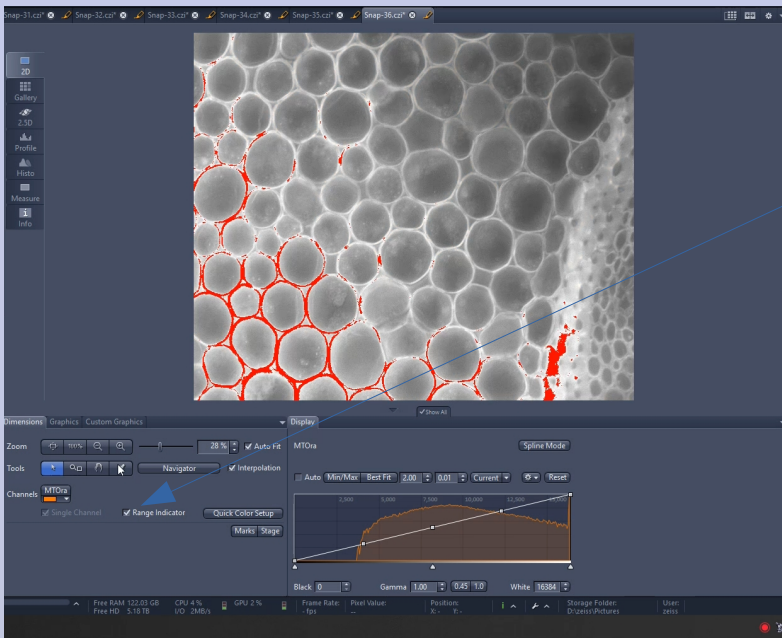 Snap-31.czi* Snap-32.czi* Snap-33.czi* Snap-34.czi* Snap-35.czi* Snap-36.czi*
2D
Gallery
2.5D
Profile
Histo
Measure
Info
Show All
Dimensions Graphics Custom Graphics
Zoom 100% 28 % Auto Fit
Tools Navigator Interpolation
Channels MTOra
Single Channel Range Indicator Quick Color Setup
Marks Stage
Display
MTOra Spline Mode
Auto Min/Max Best Fit 2.00 0.01 Current Reset
2,500 5,000 7,500 10,000 12,500
Black 0 Gamma 1.00 0.45 1.0 White 16384
Free RAM 122.03 GB CPU 4 % GPU 2 % Frame Rate: Pixel Value: Position: Storage Folder: User:
Free HD 5.18 TB I/O 2MB/s - fps -- X: - Y: - D:\zeiss\Pictures zeiss